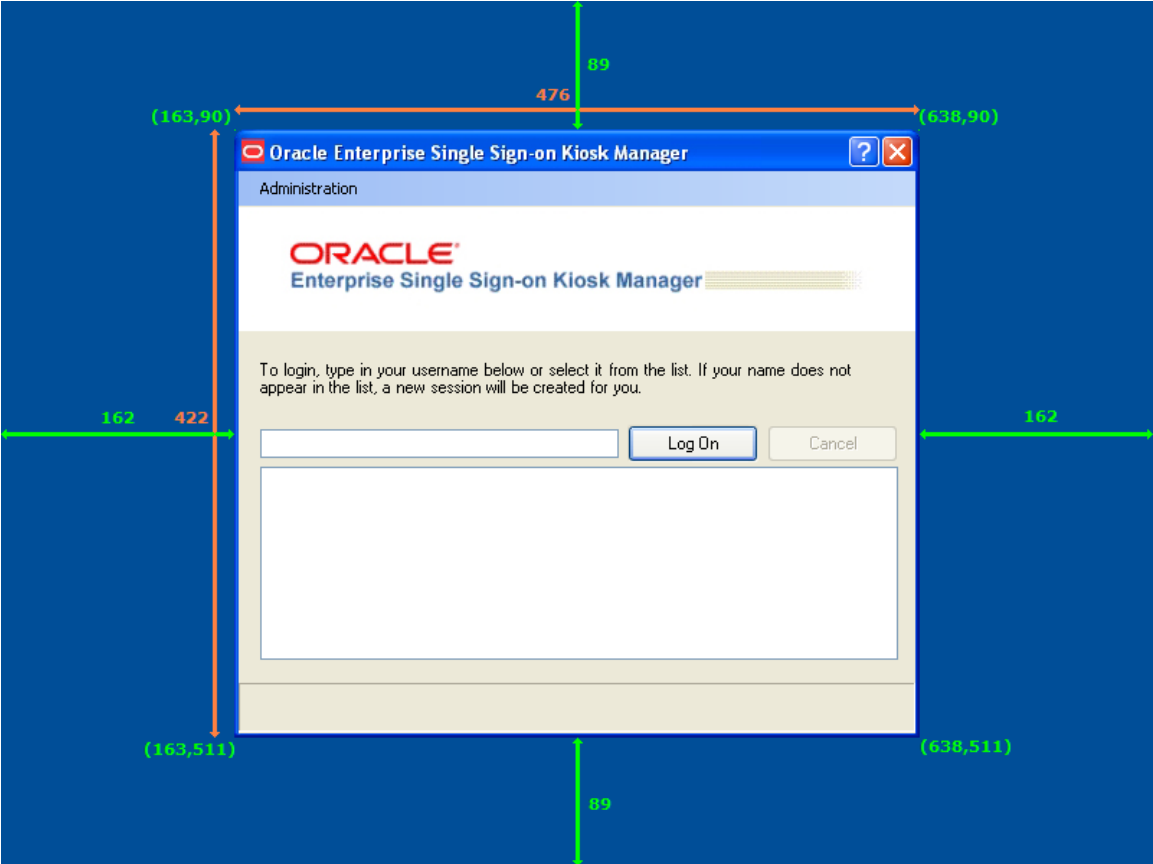 89
476
(163,90)
(638,90)
Oracle Enterprise Single Sign-on Kiosk Manager
?
Administration
ORACLE
Enterprise Single Sign-on Kiosk Manager
To login, type in your username below or select it from the list. If your name does not
appear in the list, a new session will be created for you.
162
422
162
Log On
Cancel
(163,511)
(638,511)
89